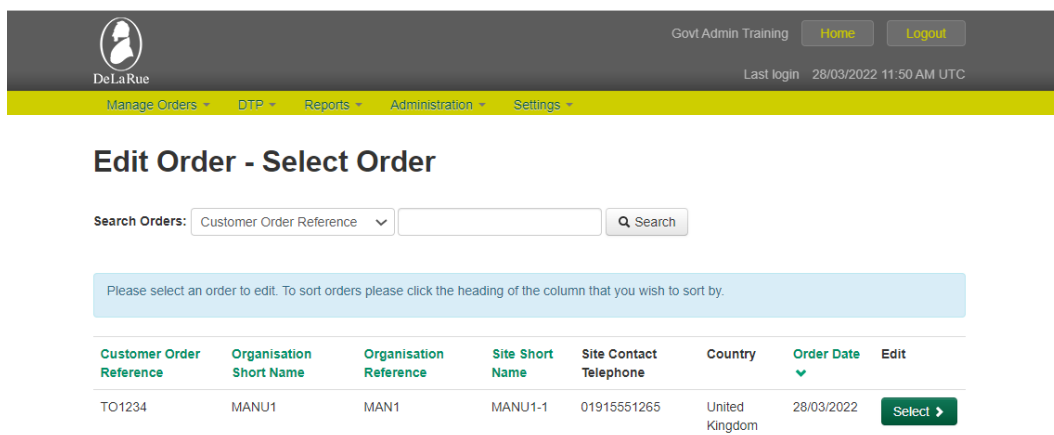 Govt Admin Training Home Logout
DeLaRue
Last login 28/03/2022 11:50 AM UTC
Manage Orders DTP Reports Administration Settings
Edit Order - Select Order
Search Orders: Customer Order Reference Search
Please select an order to edit. To sort orders please click the heading of the column that you wish to sort by.
Customer Order Organisation Organisation Site Short Site Contact Country Order Date Edit
Reference Short Name Reference Name Telephone
TO1234 MANU1 MAN1 MANU1-1 01915551265 United 28/03/2022 Select
Kingdom